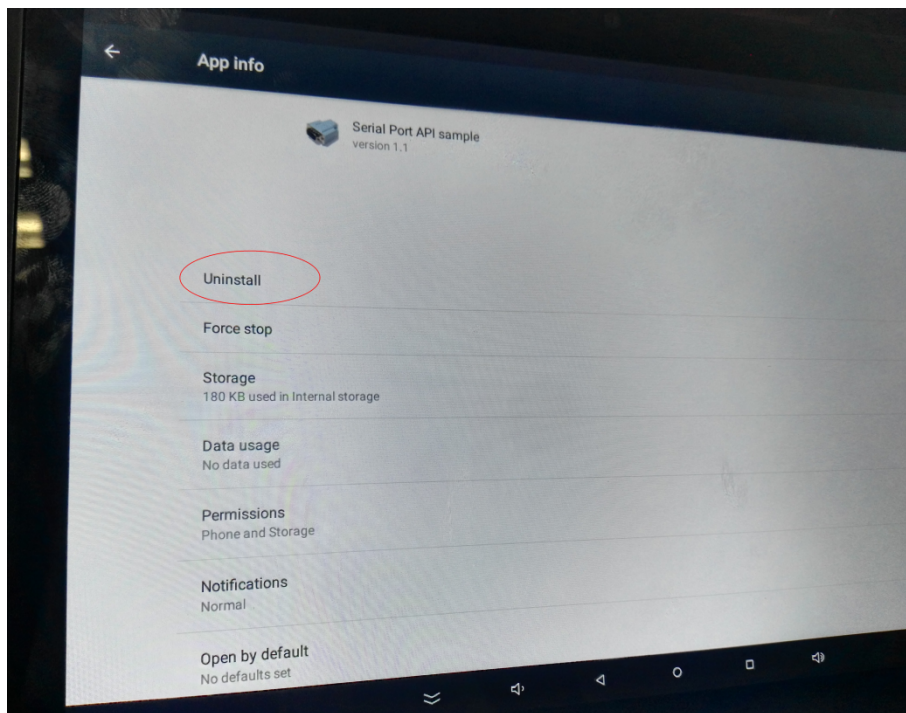 App info
Serial Port API sample
version 1.1
Uninstall
Force stop
Storage
180 KB used in Internal storage
Data usage
No data used
Permissions
Phone and Storage
Notifications
Normal
Open by default
No defaults set